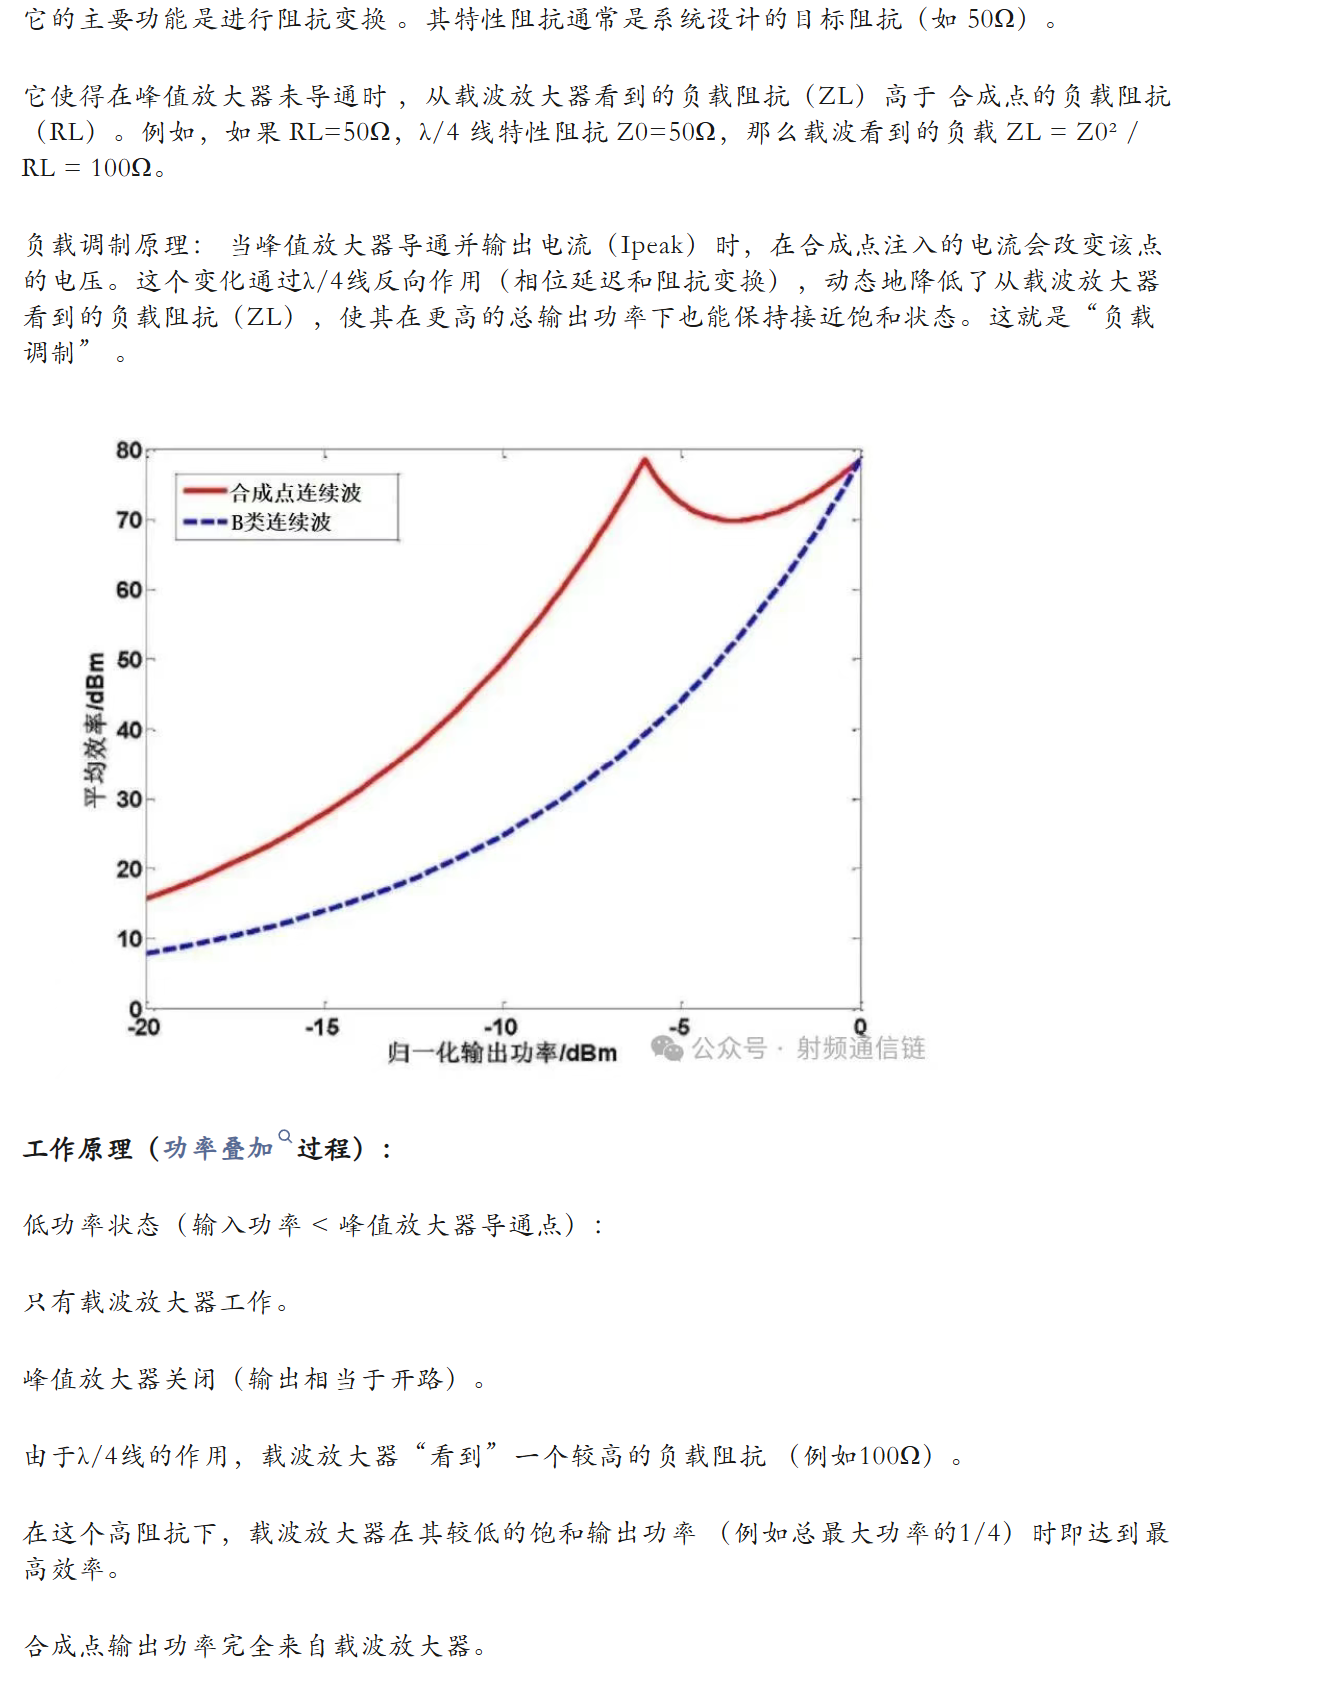 它的主要功能是进行阻抗变换 。其特性阻抗通常是系统设计的目标阻抗（如 50Ω）。
它使得在峰值放大器未导通时 ，从载波放大器看到的负载阻抗（ZL）高于 合成点的负载阻抗
（RL）。例如，如果 RL=50Ω，λ/4 线特性阻抗 Z0=50Ω，那么载波看到的负载 ZL = Z0² /
RL = 100Ω。
负载调制原理： 当峰值放大器导通并输出电流（Ipeak）时，在合成点注入的电流会改变该点
的电压。这个变化通过λ/4线反向作用（相位延迟和阻抗变换） ，动态地降低了从载波放大器
看到的负载阻抗（ZL） ，使其在更高的总输出功率下也能保持接近饱和状态。这就是“负载
调制” 。
80
合成点连续波
B类连续波
70
60
50
40
30
20
10
0
平均效率/dBm
-20
-15
-10
-5
0
归一化输出功率/dBm
公众号 · 射频通信链
工作原理（功率叠加过程）：
低功率状态（输入功率 < 峰值放大器导通点）：
只有载波放大器工作。
峰值放大器关闭（输出相当于开路）。
由于λ/4线的作用，载波放大器“看到”一个较高的负载阻抗 （例如100Ω）。
在这个高阻抗下，载波放大器在其较低的饱和输出功率 （例如总最大功率的1/4）时即达到最
高效率。
合成点输出功率完全来自载波放大器。